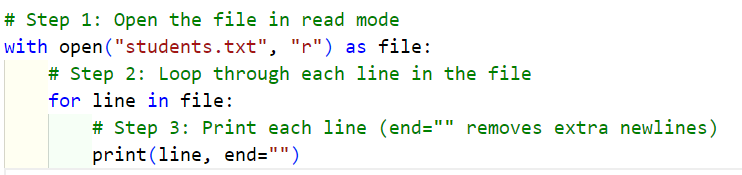 # Step 1: Open the file in read mode
with open("students.txt", "r") as file:
    # Step 2: Loop through each line in the file
    for line in file:
        # Step 3: Print each line (end="" removes extra newlines)
        print(line, end="")